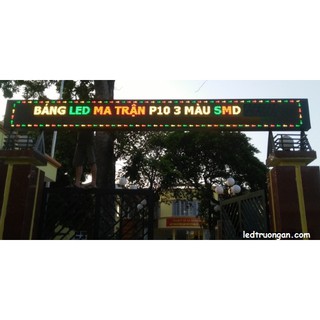 BẢNG LED MA TRẬN P10 3 MÀU SMD
ledtruongan.com